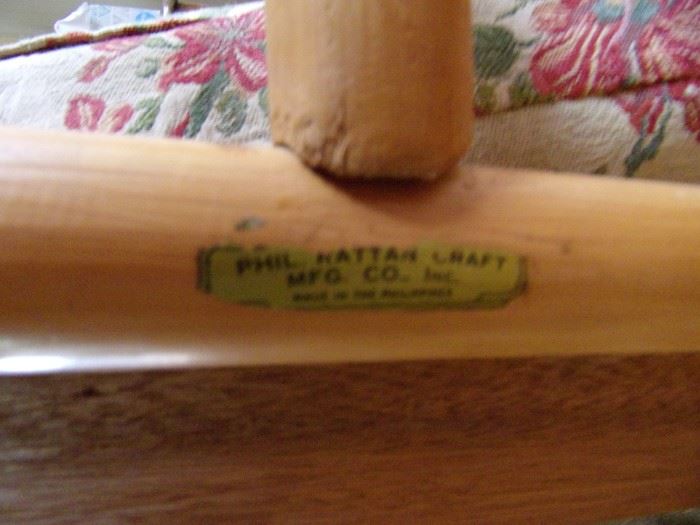 PHIL. RATTAN CRAFT
MFG. CO., INC.
MADE IN THE PHILIPPINES